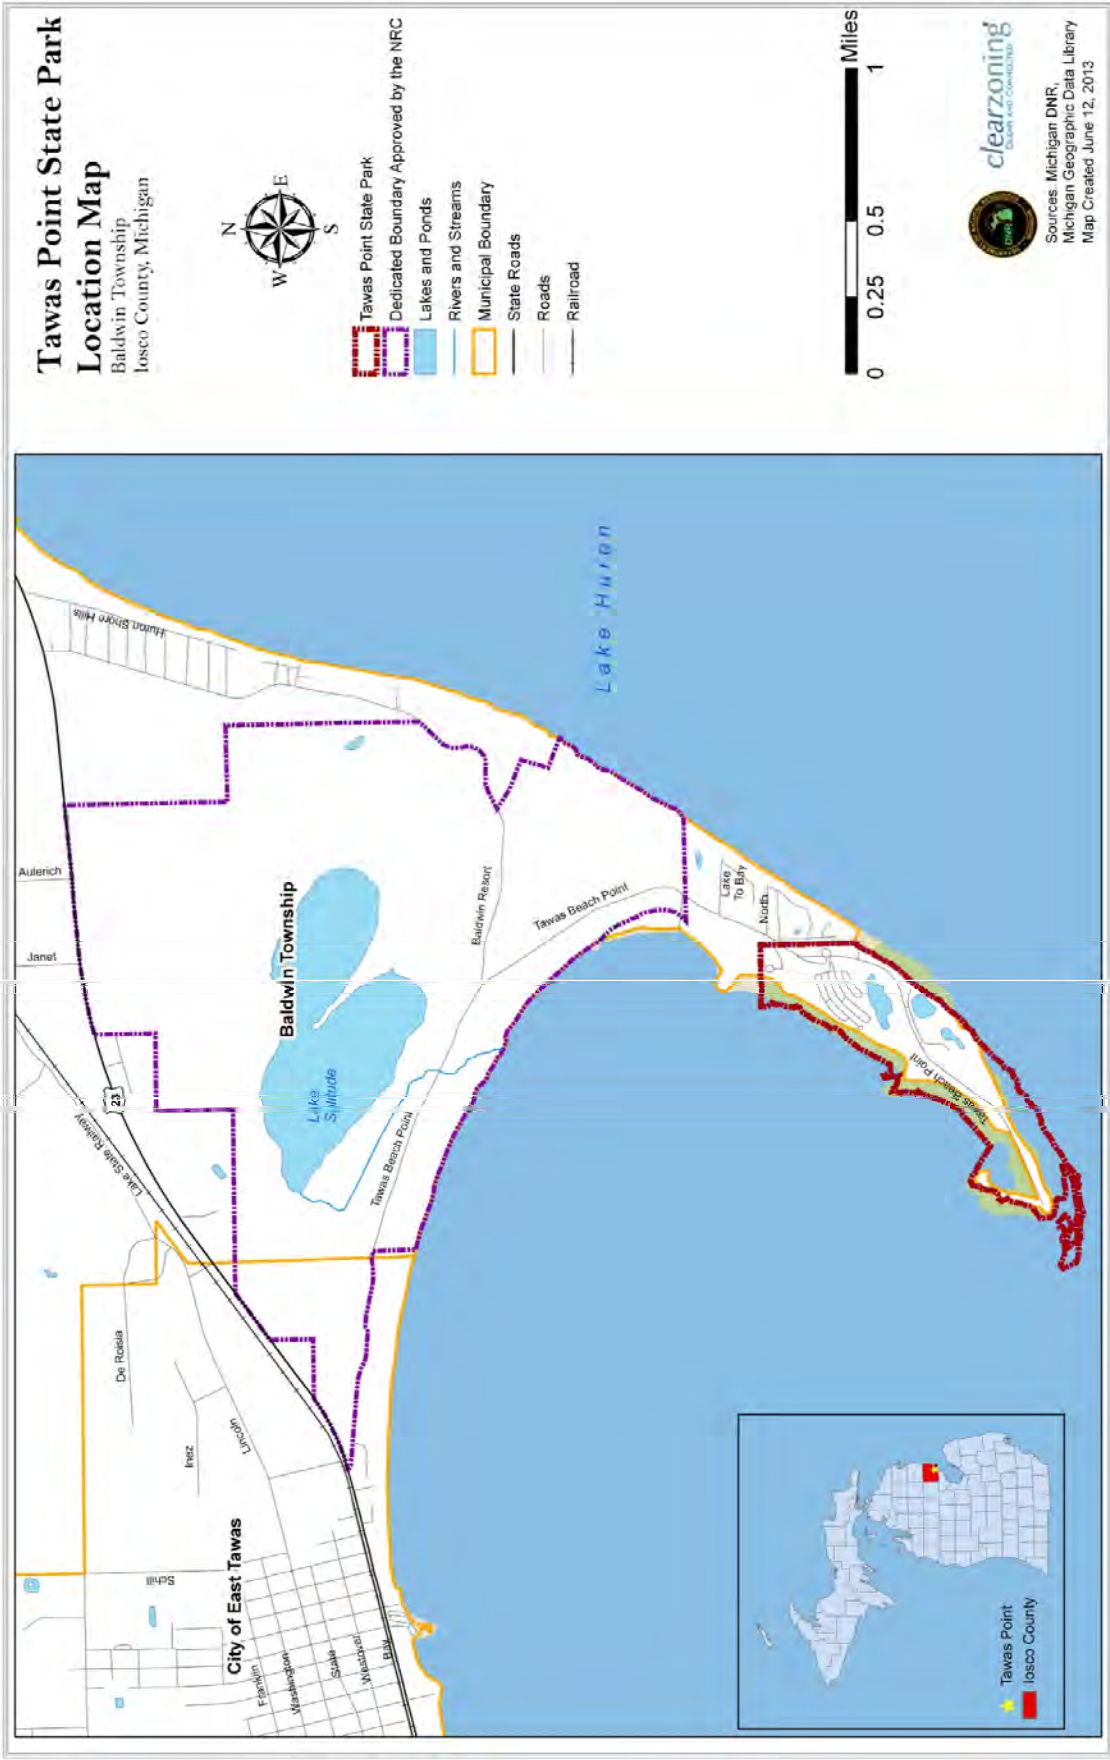 Tawas Point State Park
Location Map
Baldwin Township
Iosco County, Michigan
N
W
E
S
Tawas Point State Park
Dedicated Boundary Approved by the NRC
Lakes and Ponds
Rivers and Streams
Municipal Boundary
State Roads
Roads
Railroad
0
0.25
0.5
1
Miles
clearzoning
CLEAR AND CONNECTED
DNR
Sources: Michigan DNR,
Michigan Geographic Data Library
Map Created June 12, 2013
Huron Shore Hills
Lake Huron
Aulerich
Janet
Baldwin Township
Baldwin Resort
Tawas Beach Point
Lake
To Bay
North
Lake
Solitude
23
Lake State Railway
Tawas Beach Point
Tawas Beach Point
De Roisia
Inez
Lincoln
Schill
City of East Tawas
Franklin
Washington
State
Westover
Bay
Tawas Point
Iosco County